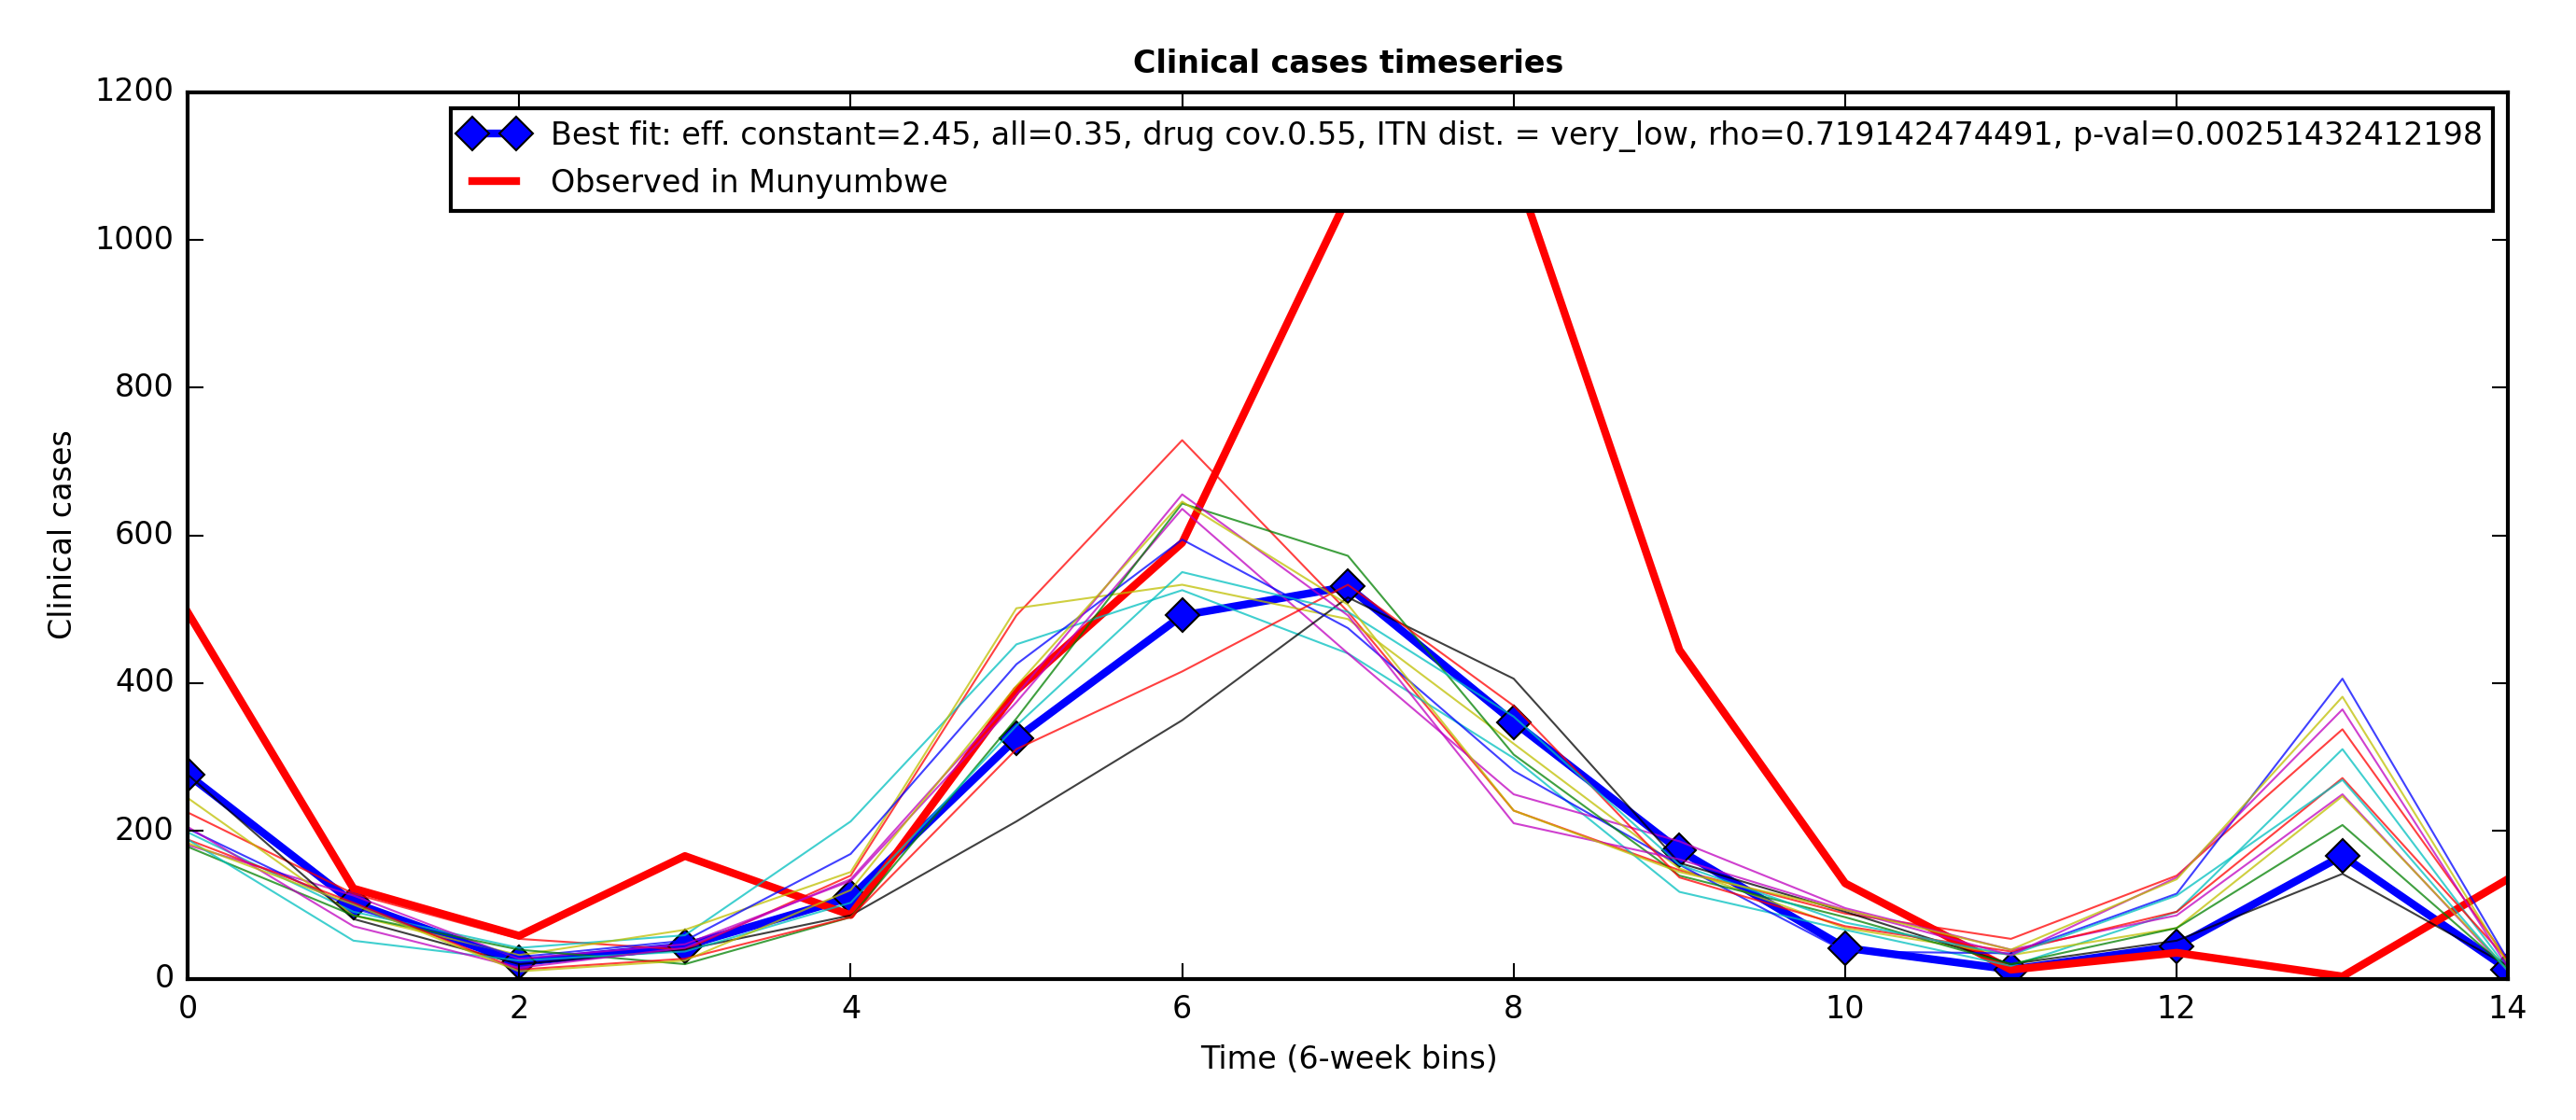 Clinical cases timeseries
1200
1000
800
600
400
200
0
Clinical cases
Best fit: eff. constant=2.45, all=0.35, drug cov.0.55, ITN dist. = very_low, rho=0.719142474491, p-val=0.00251432412198
Observed in Munyumbwe
0 2 4 6 8 10 12 14
Time (6-week bins)